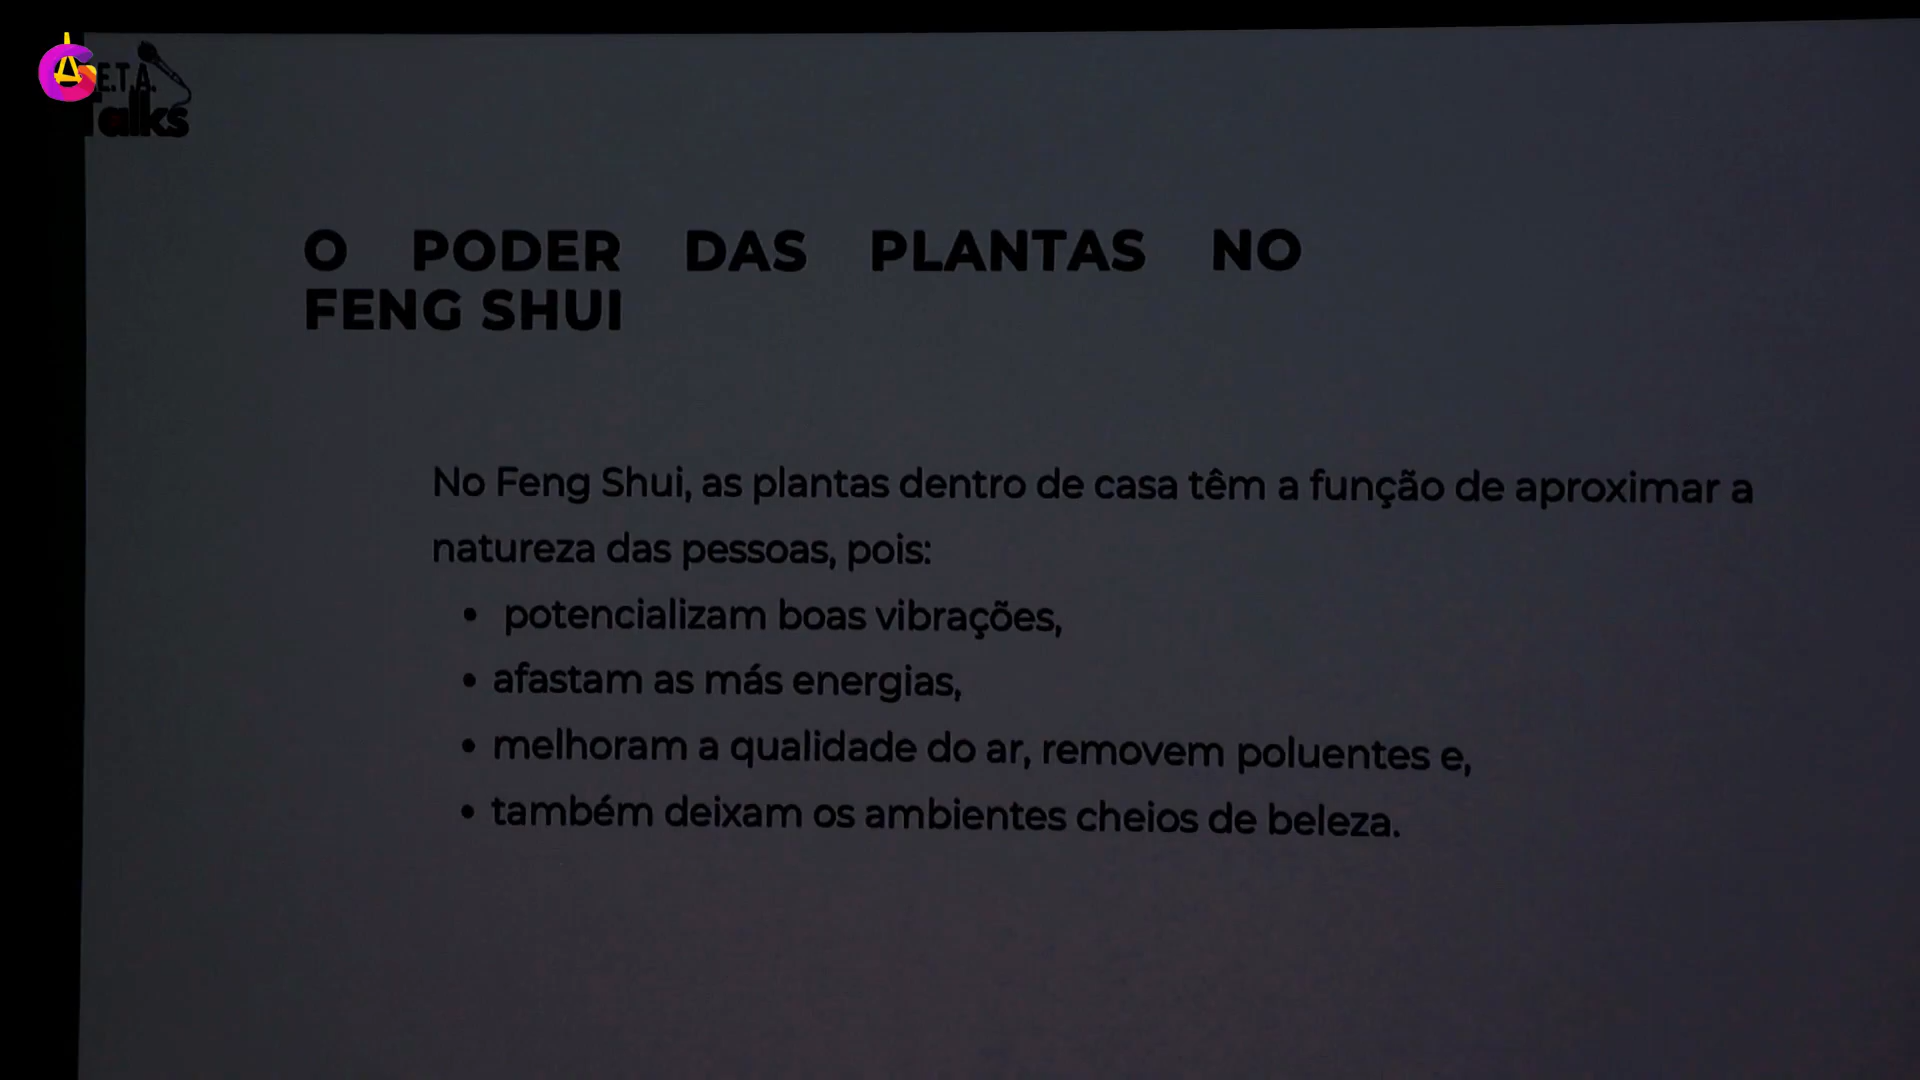 E.T.A.
Talks
O PODER DAS PLANTAS NO
FENG SHUI
No Feng Shui, as plantas dentro de casa têm a função de aproximar a
natureza das pessoas, pois:
• potencializam boas vibrações,
• afastam as más energias,
• melhoram a qualidade do ar, removem poluentes e,
• também deixam os ambientes cheios de beleza.